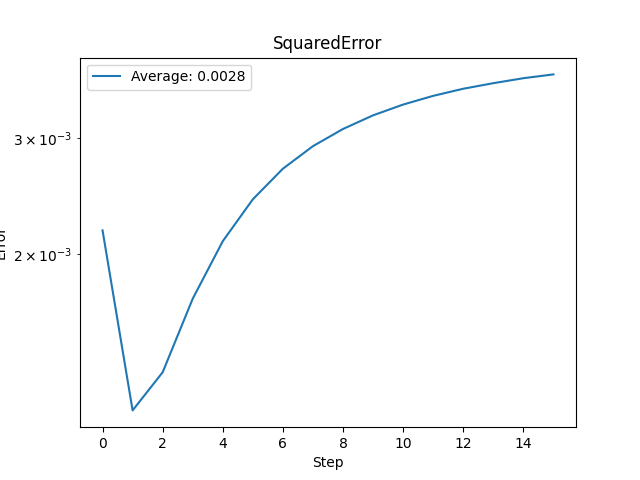 SquaredError
Average: 0.0028
3 × 10⁻³
2 × 10⁻³
Error
0 2 4 6 8 10 12 14
Step